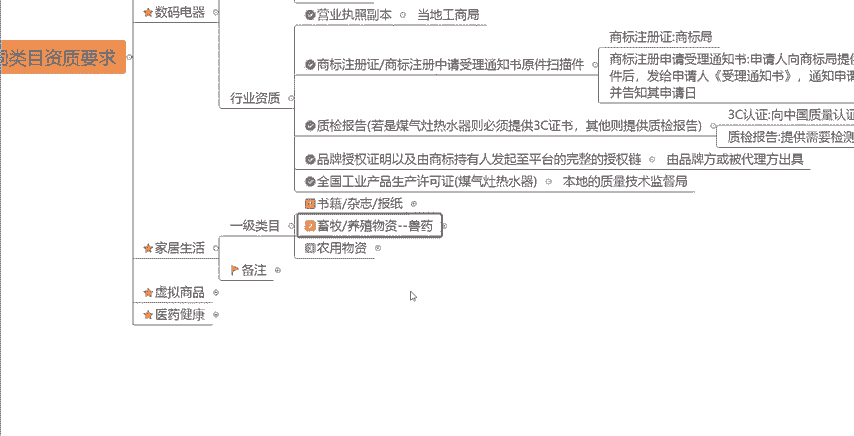 数码电器
营业执照副本
当地工商局
类目资质要求
商标注册证:商标局
商标注册证/商标注册申请受理通知书原件扫描件
商标注册申请受理通知书:申请人向商标局提
件后，发给申请人《受理通知书》，通知申请
并告知其申请日
行业资质
3C认证:向中国质量认证
质检报告(若是煤气灶热水器则必须提供3C证书，其他则提供质检报告)
质检报告:提供需要检测
品牌授权证明以及由商标持有人发起至平台的完整的授权链
由品牌方或被代理方出具
全国工业产品生产许可证(煤气灶热水器)
本地的质量技术监督局
书籍/杂志/报纸
一级类目
畜牧/养殖物资--兽药
家居生活
农用物资
备注
虚拟商品
医药健康